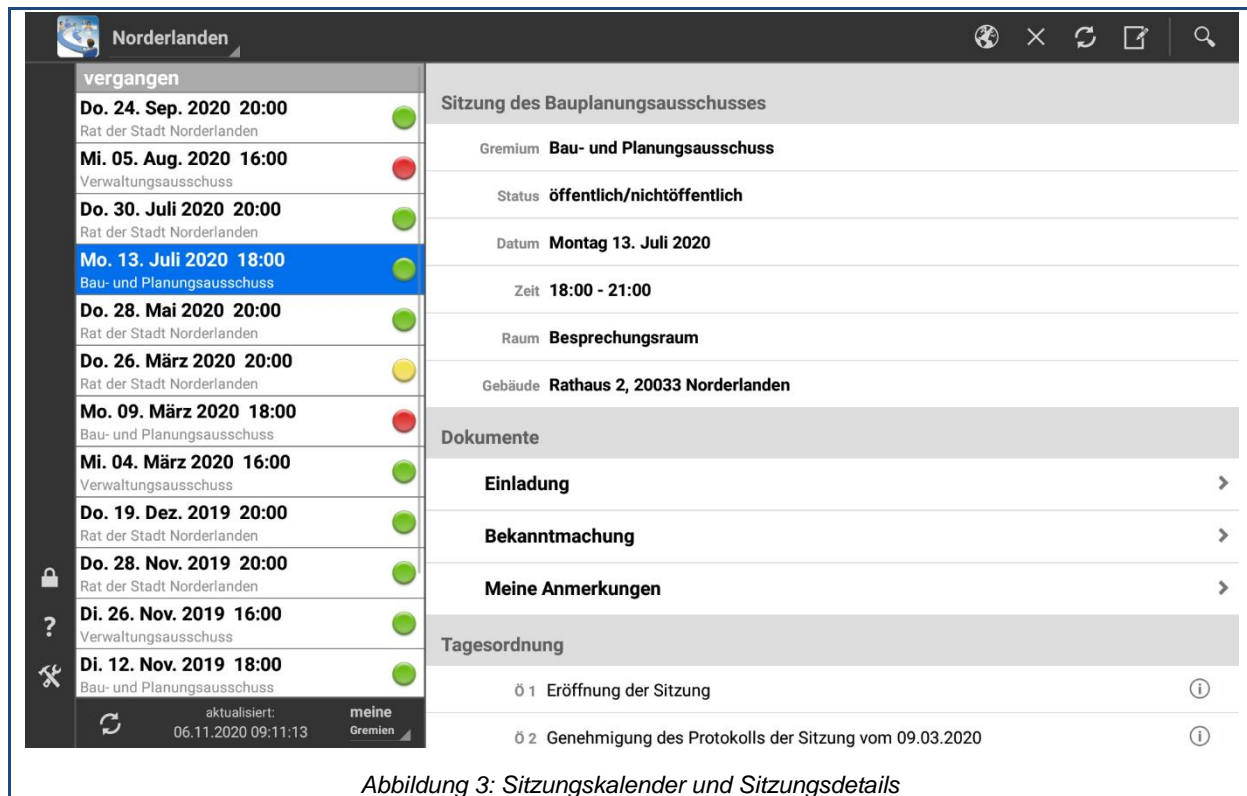 Norderlanden
vergangen
Do. 24. Sep. 2020 20:00
Rat der Stadt Norderlanden
Mi. 05. Aug. 2020 16:00
Verwaltungsausschuss
Do. 30. Juli 2020 20:00
Rat der Stadt Norderlanden
Mo. 13. Juli 2020 18:00
Bau- und Planungsausschuss
Do. 28. Mai 2020 20:00
Rat der Stadt Norderlanden
Do. 26. März 2020 20:00
Rat der Stadt Norderlanden
Mo. 09. März 2020 18:00
Bau- und Planungsausschuss
Mi. 04. März 2020 16:00
Verwaltungsausschuss
Do. 19. Dez. 2019 20:00
Rat der Stadt Norderlanden
Do. 28. Nov. 2019 20:00
Rat der Stadt Norderlanden
Di. 26. Nov. 2019 16:00
Verwaltungsausschuss
Di. 12. Nov. 2019 18:00
Bau- und Planungsausschuss
?
aktualisiert:
06.11.2020 09:11:13
meine
Gremien
Sitzung des Bauplanungsausschusses
Gremium Bau- und Planungsausschuss
Status öffentlich/nichtöffentlich
Datum Montag 13. Juli 2020
Zeit 18:00 - 21:00
Raum Besprechungsraum
Gebäude Rathaus 2, 20033 Norderlanden
Dokumente
Einladung
Bekanntmachung
Meine Anmerkungen
Tagesordnung
Ö 1 Eröffnung der Sitzung
Ö 2 Genehmigung des Protokolls der Sitzung vom 09.03.2020
Abbildung 3: Sitzungskalender und Sitzungsdetails